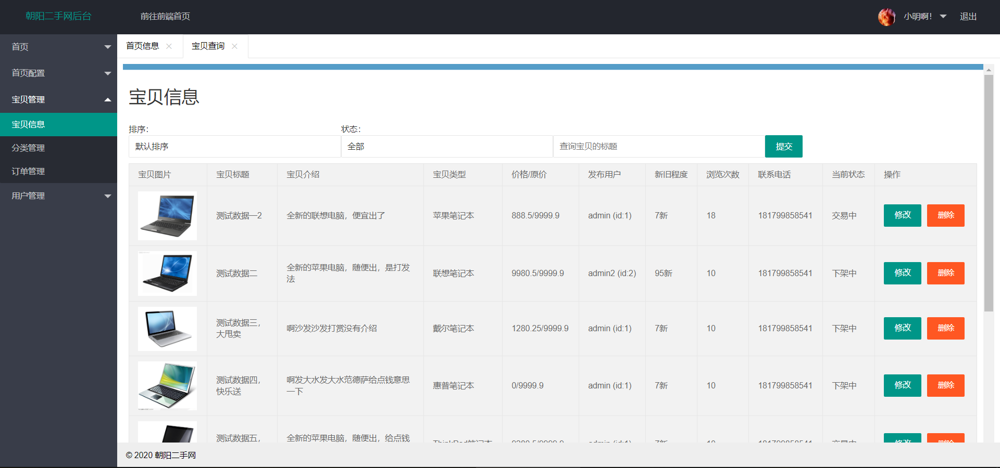 朝阳二手网后台
前往前端首页
小明啊！
退出
首页
首页配置
宝贝管理
宝贝信息
分类管理
订单管理
用户管理
首页信息
宝贝查询
宝贝信息
排序：
状态：
默认排序
全部
查询宝贝的标题
提交
宝贝图片 宝贝标题 宝贝介绍 宝贝类型 价格/原价 发布用户 新旧程度 浏览次数 联系电话 当前状态 操作
测试数据一2 全新的联想电脑，便宜出了 苹果笔记本 888.5/9999.9 admin (id:1) 7新 18 181799858541 交易中 修改 删除
测试数据二 全新的苹果电脑，随便出，是打发
法
联想笔记本 9980.5/9999.9 admin2 (id:2) 95新 10 181799858541 下架中 修改 删除
测试数据三，
大甩卖
啊沙发沙发打赏没有介绍 戴尔笔记本 1280.25/9999.9 admin (id:1) 7新 10 181799858541 下架中 修改 删除
测试数据四，
快乐送
啊发大水发大水范德萨给点钱意思
一下
惠普笔记本 0/9999.9 admin (id:1) 7新 10 181799858541 下架中 修改 删除
测试数据五，
全新的苹果电脑，随便出，给点钱
© 2020 朝阳二手网